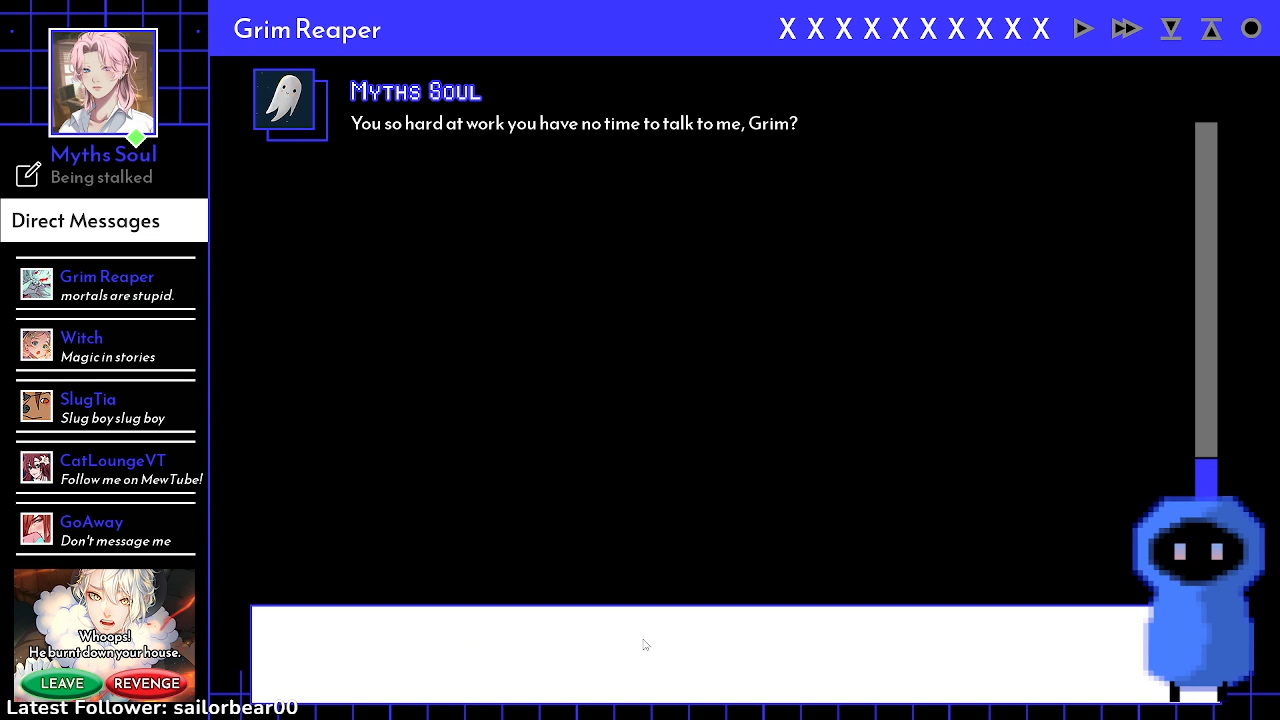 Grim Reaper
X X X X X X X X X X
Myths Soul
You so hard at work you have no time to talk to me, Grim?
Myths Soul
Being stalked
Direct Messages
Grim Reaper
mortals are stupid.
Witch
Magic in stories
SlugTia
Slug boy slug boy
CatLoungeVT
Follow me on MewTube!
GoAway
Don't message me
Whoops!
He burnt down your house.
LEAVE
REVENGE
Latest Follower: sailorbear00